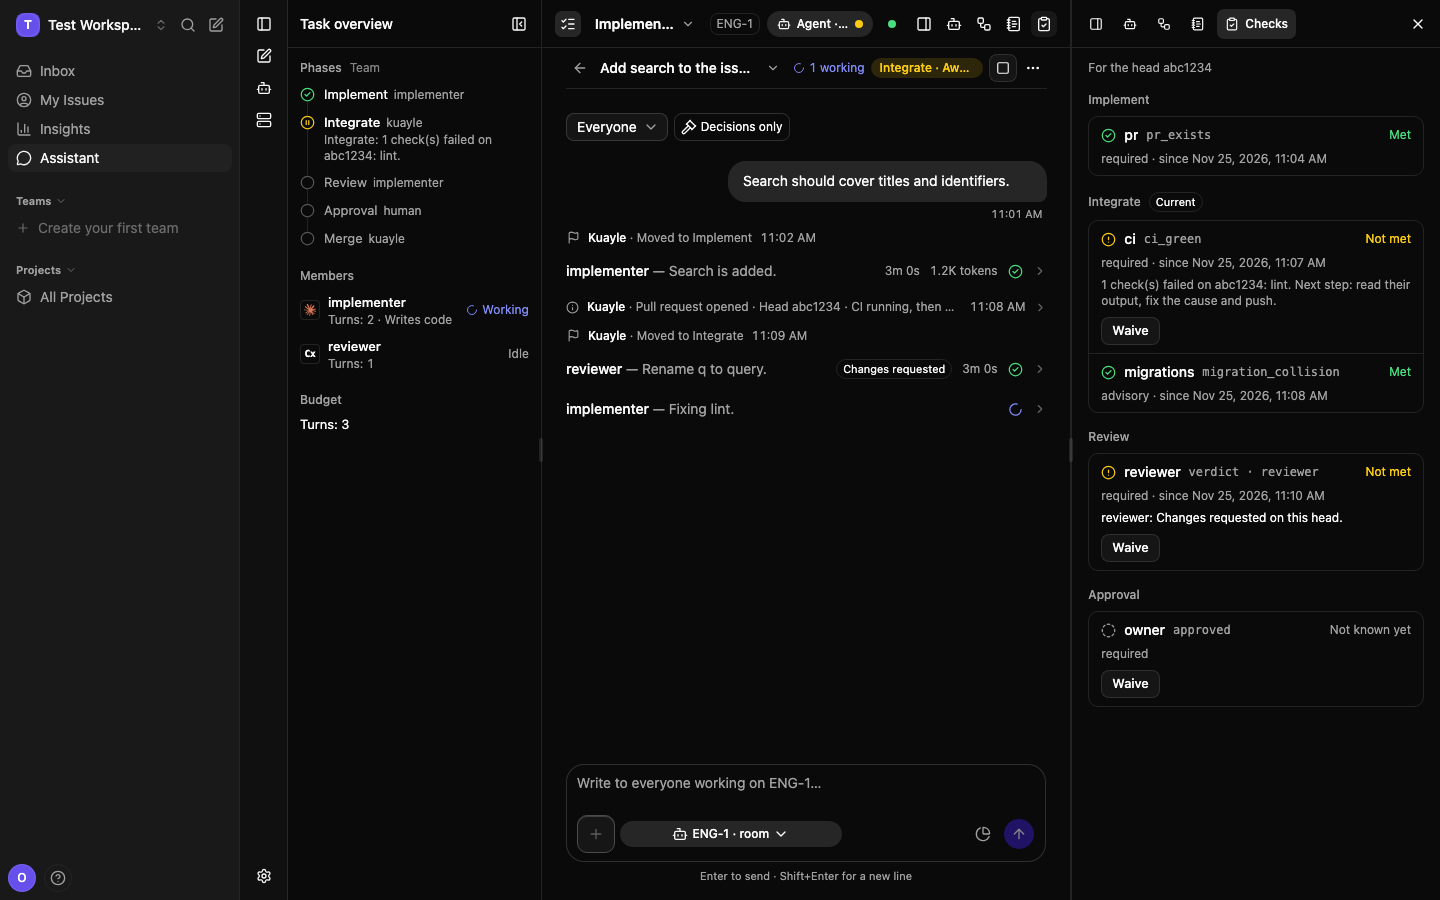 T
Test Worksp...
Inbox
My Issues
Insights
Assistant
Teams
Create your first team
Projects
All Projects
O
Task overview
Phases Team
Implement implementer
Integrate kuayle
Integrate: 1 check(s) failed on
abc1234: lint.
Review implementer
Approval human
Merge kuayle
Members
implementer
Turns: 2 · Writes code
Working
Cx
reviewer
Turns: 1
Idle
Budget
Turns: 3
Implemen...
ENG-1
Agent ·...
Add search to the iss...
1 working
Integrate · Aw...
Everyone
Decisions only
Search should cover titles and identifiers.
11:01 AM
Kuayle · Moved to Implement 11:02 AM
implementer — Search is added. 3m 0s 1.2K tokens
Kuayle · Pull request opened · Head abc1234 · CI running, then ... 11:08 AM
Kuayle · Moved to Integrate 11:09 AM
reviewer — Rename q to query. Changes requested 3m 0s
implementer — Fixing lint.
Write to everyone working on ENG-1...
ENG-1 · room
Enter to send · Shift+Enter for a new line
Checks
For the head abc1234
Implement
pr pr_exists Met
required · since Nov 25, 2026, 11:04 AM
Integrate Current
ci ci_green Not met
required · since Nov 25, 2026, 11:07 AM
1 check(s) failed on abc1234: lint. Next step: read their
output, fix the cause and push.
Waive
migrations migration_collision Met
advisory · since Nov 25, 2026, 11:08 AM
Review
reviewer verdict · reviewer Not met
required · since Nov 25, 2026, 11:10 AM
reviewer: Changes requested on this head.
Waive
Approval
owner approved Not known yet
required
Waive